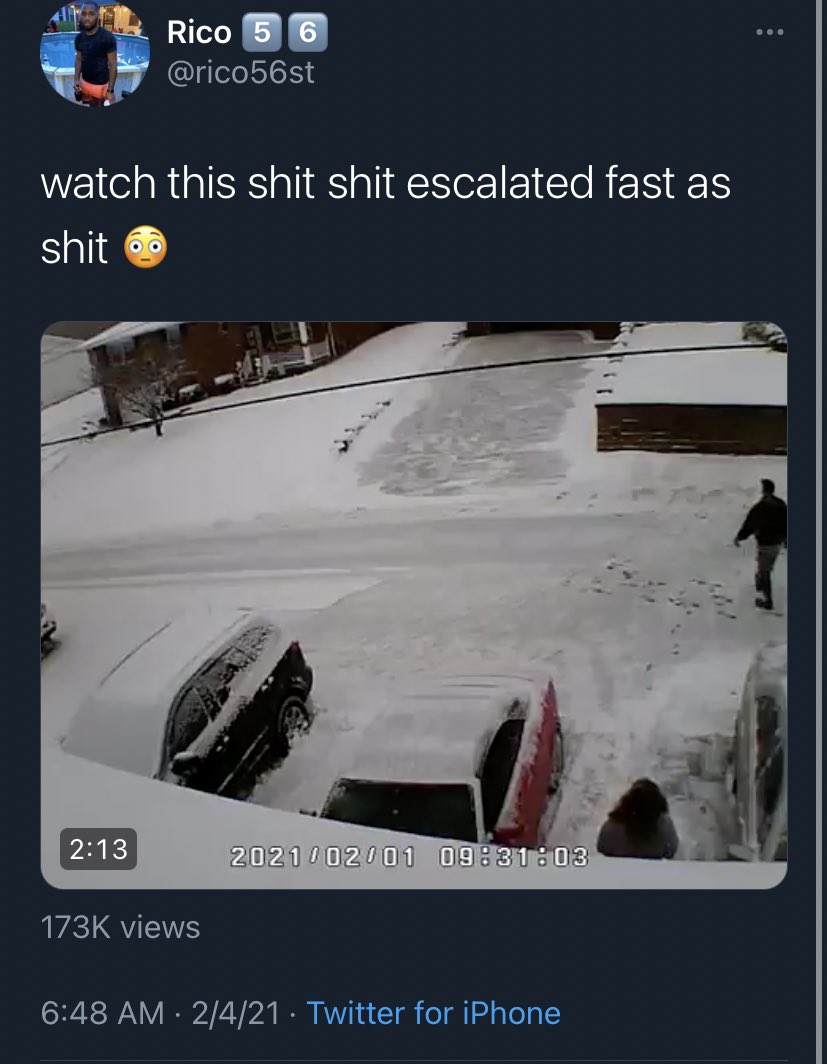 Rico 5️⃣ 6️⃣
@rico56st
watch this shit shit escalated fast as
shit 😳
2:13
2021/02/01 09:31:03
173K views
6:48 AM · 2/4/21 · Twitter for iPhone